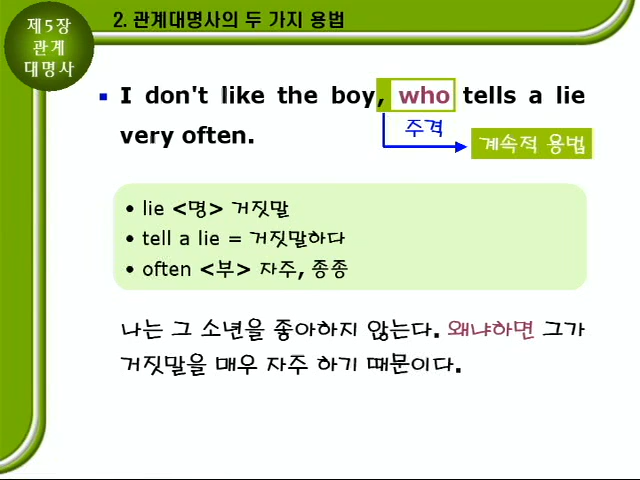 제5장
관계
대명사
2. 관계대명사의 두 가지 용법
▪ I don't like the boy, who tells a lie
very often.
주격
계속적 용법
• lie <명> 거짓말
• tell a lie = 거짓말하다
• often <부> 자주, 종종
나는 그 소년을 좋아하지 않는다. 왜냐하면 그가
거짓말을 매우 자주 하기 때문이다.